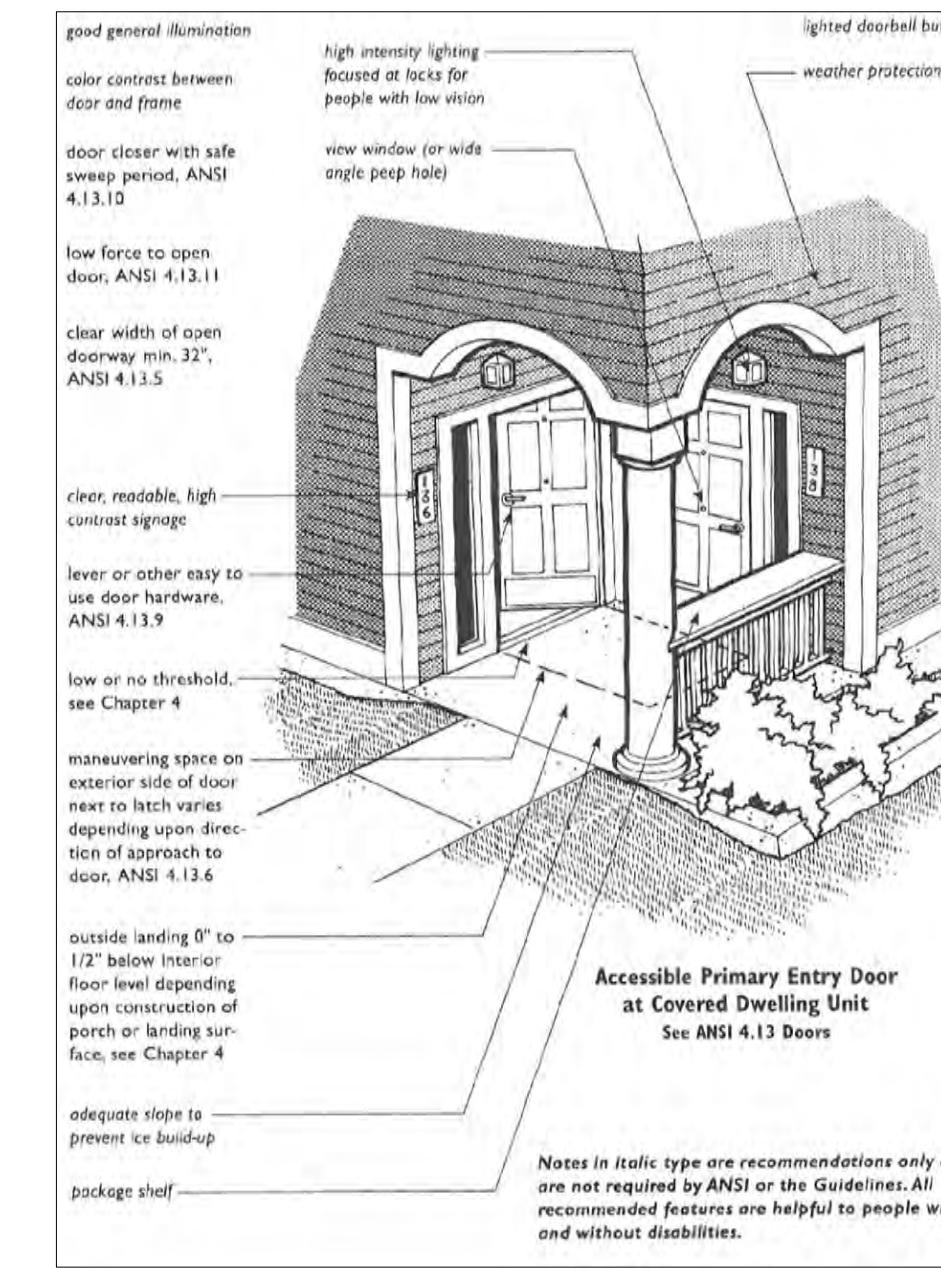 good general illumination
color contrast between
door and frame
door closer with safe
sweep period, ANSI
4.13.10
low force to open
door, ANSI 4.13.11
clear width of open
doorway min. 32",
ANSI 4.13.5
clear, readable, high
contrast signage
lever or other easy to
use door hardware,
ANSI 4.13.9
low or no threshold,
see Chapter 4
maneuvering space on
exterior side of door
next to latch varies
depending upon direc-
tion of approach to
door, ANSI 4.13.6
outside landing 0" to
1/2" below interior
floor level depending
upon construction of
porch or landing sur-
face, see Chapter 4
adequate slope to
prevent ice build-up
package shelf
high intensity lighting
focused at locks for
people with low vision
view window (or wide
angle peep hole)
lighted doorbell
weather protection
1
3
6
3
8
Accessible Primary Entry Door
at Covered Dwelling Unit
See ANSI 4.13 Doors
Notes in italic type are recommendations only
are not required by ANSI or the Guidelines. All
recommended features are helpful to people
and without disabilities.